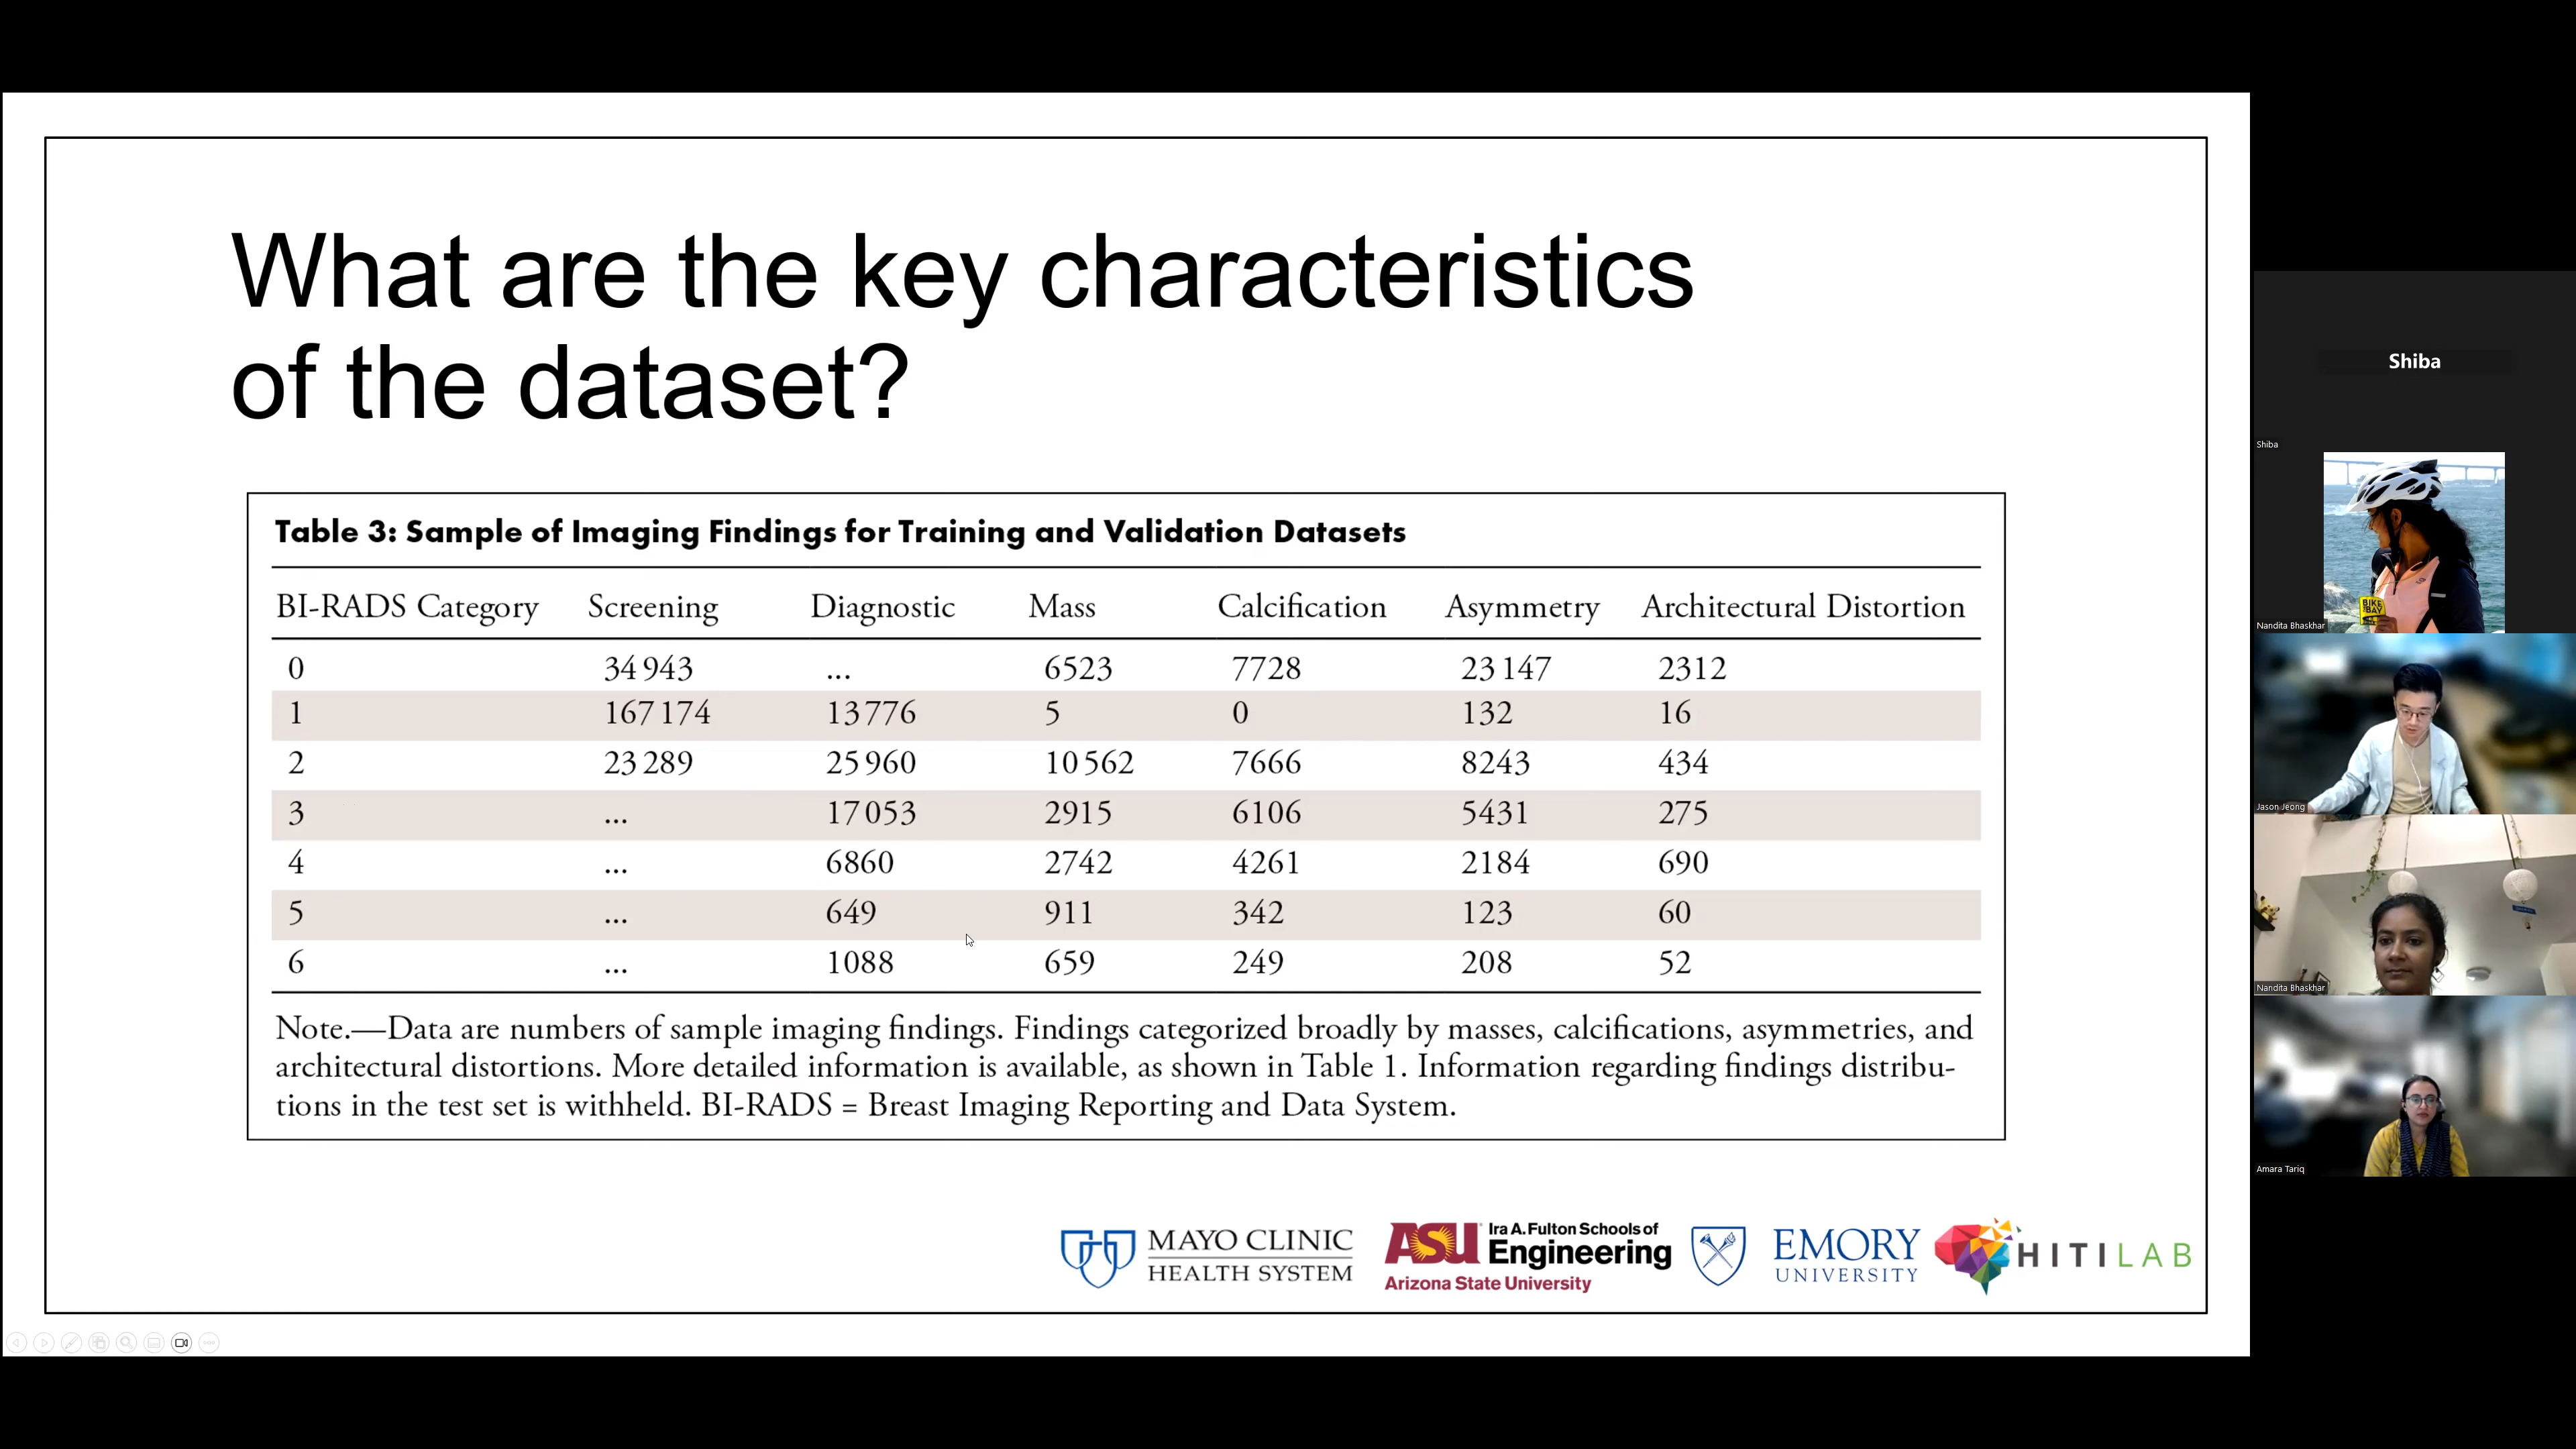 What are the key characteristics
of the dataset?
Table 3: Sample of Imaging Findings for Training and Validation Datasets
BI-RADS Category Screening Diagnostic Mass Calcification Asymmetry Architectural Distortion
0 34 943 ... 6523 7728 23 147 2312
1 167 174 13 776 5 0 132 16
2 23 289 25 960 10 562 7666 8243 434
3 ... 17 053 2915 6106 5431 275
4 ... 6860 2742 4261 2184 690
5 ... 649 911 342 123 60
6 ... 1088 659 249 208 52
Note.—Data are numbers of sample imaging findings. Findings categorized broadly by masses, calcifications, asymmetries, and
architectural distortions. More detailed information is available, as shown in Table 1. Information regarding findings distribu-
tions in the test set is withheld. BI-RADS = Breast Imaging Reporting and Data System.
MAYO CLINIC
HEALTH SYSTEM
ASU Ira A. Fulton Schools of
Engineering
Arizona State University
EMORY
UNIVERSITY
HITILAB
Shiba
Shiba
BIKE
THE
BAY
Nandita Bhaskhar
Jason Jeong
Nandita Bhaskhar
Amara Tariq